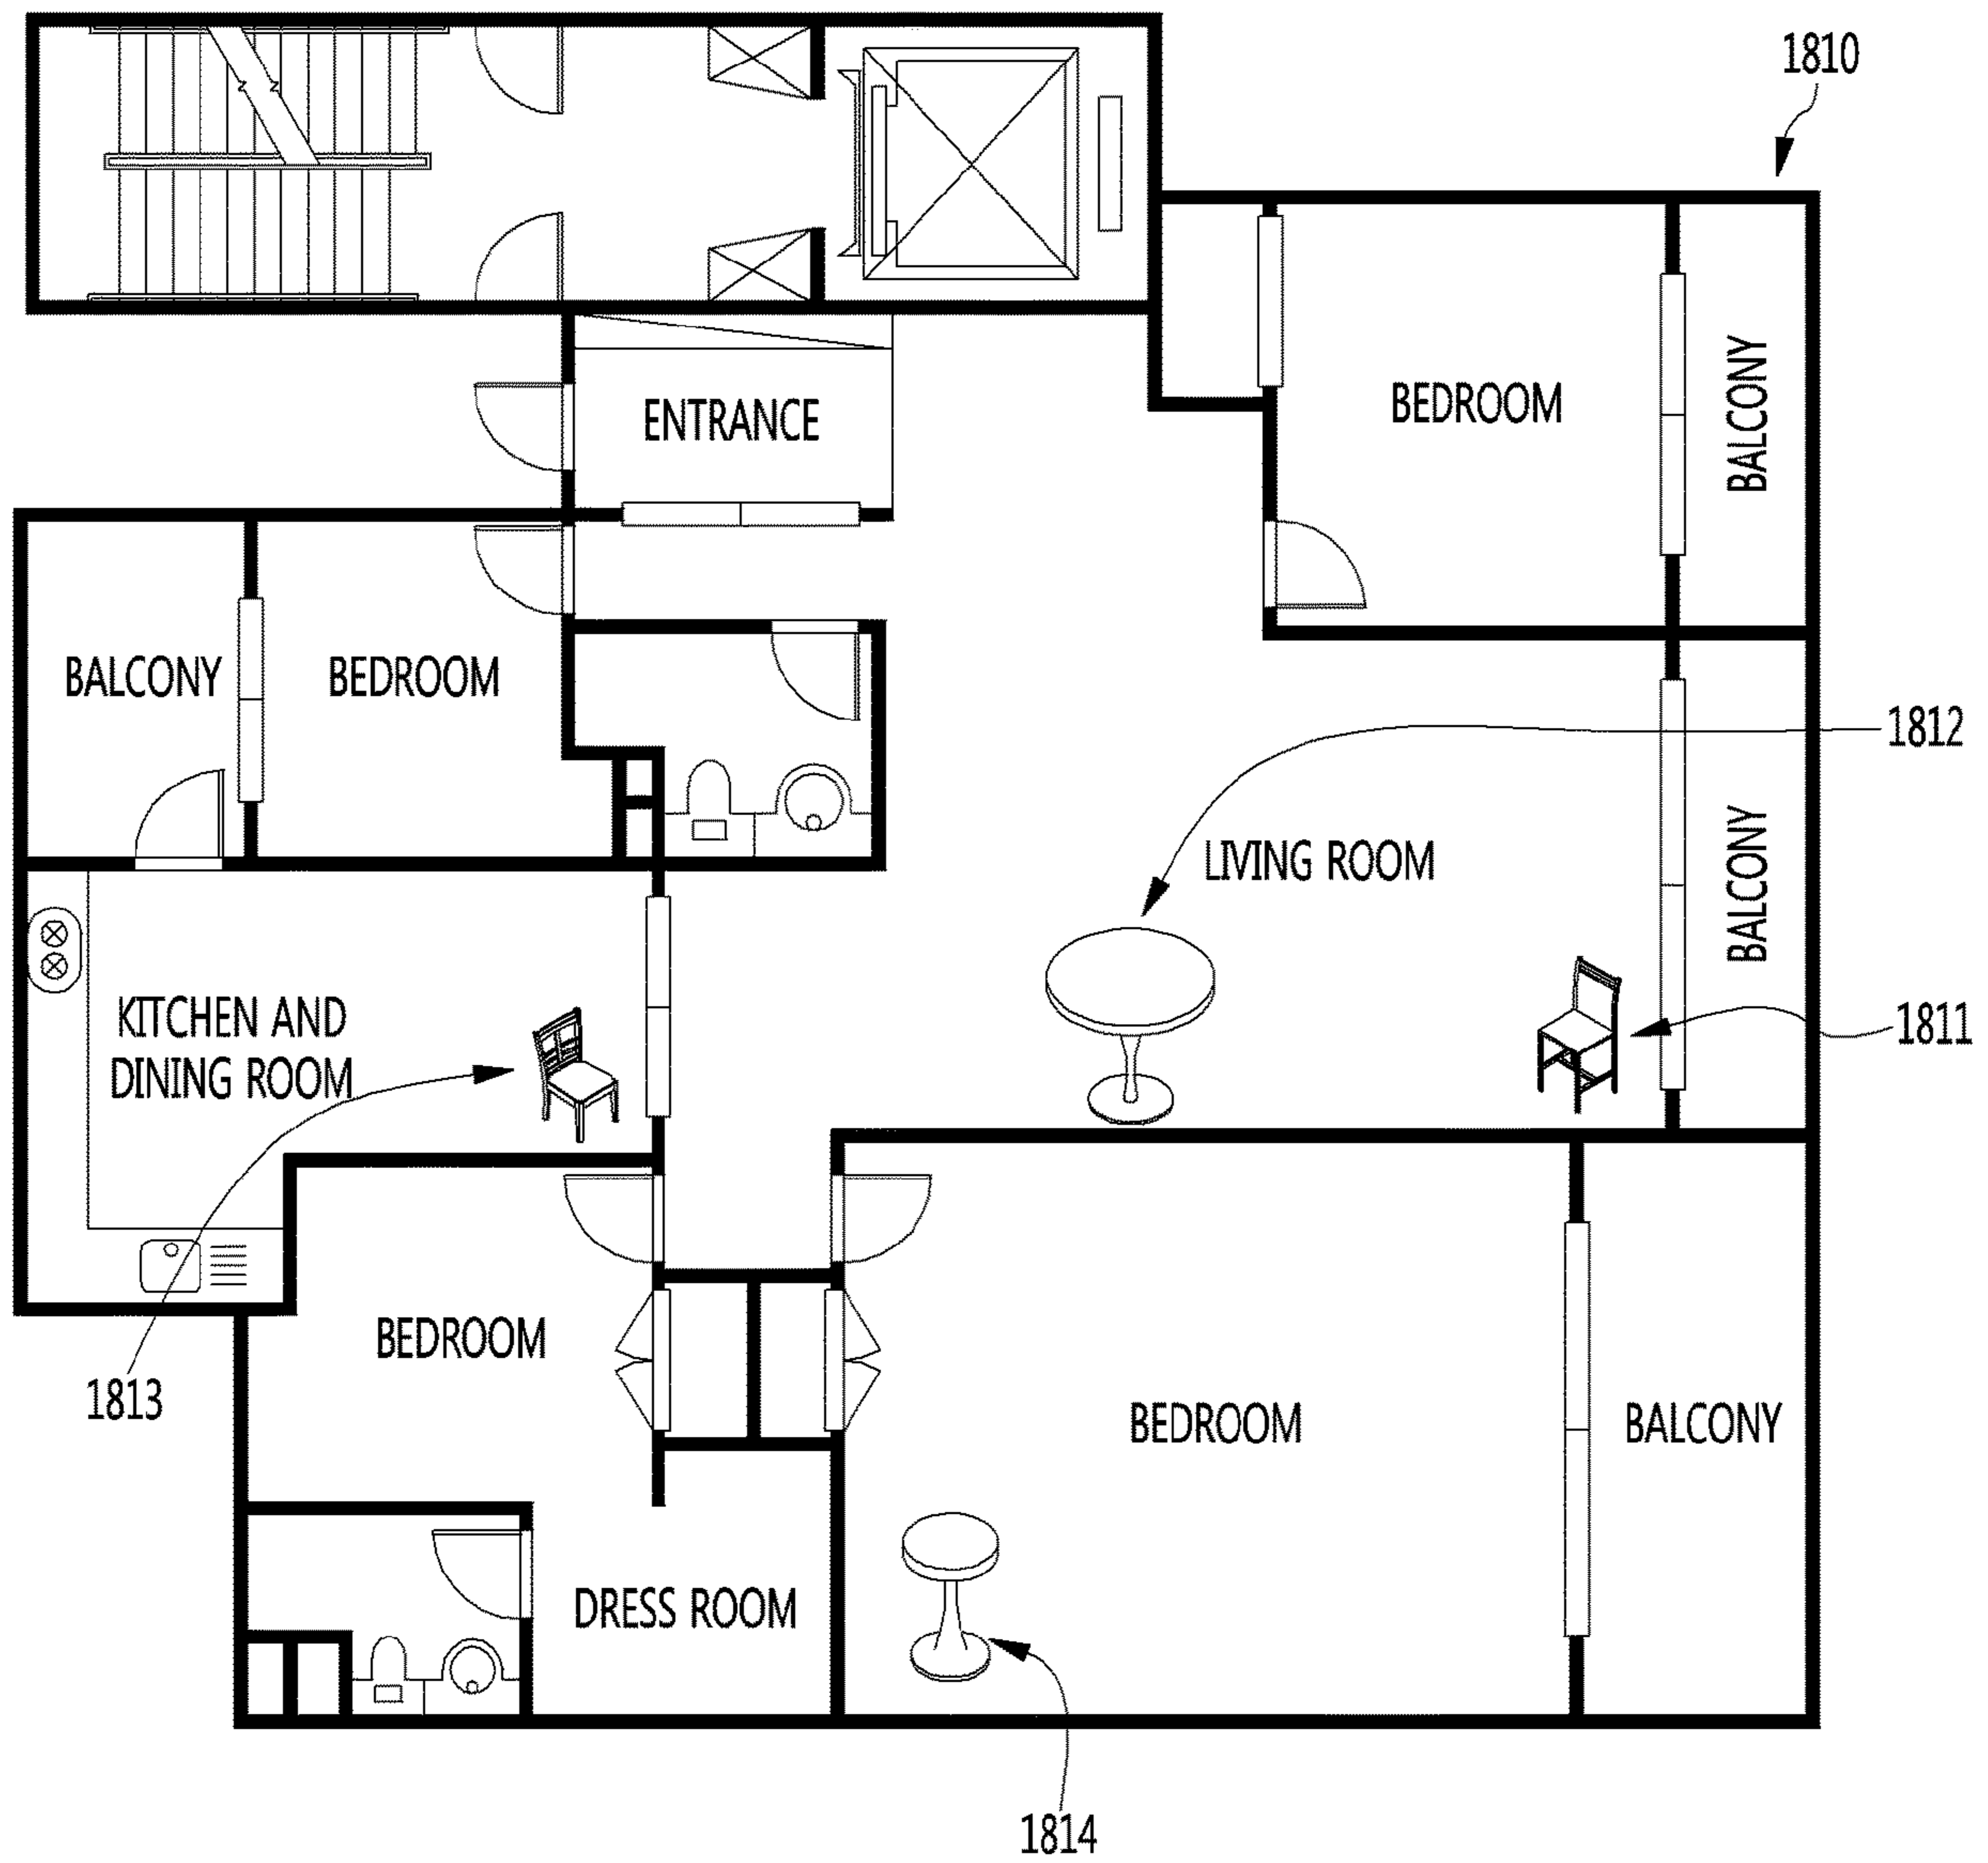 1810
BEDROOM
BALCONY
ENTRANCE
BALCONY
BEDROOM
1812
LIVING ROOM
BALCONY
KITCHEN AND
DINING ROOM
1811
1813
BEDROOM
BEDROOM
BALCONY
DRESS ROOM
1814